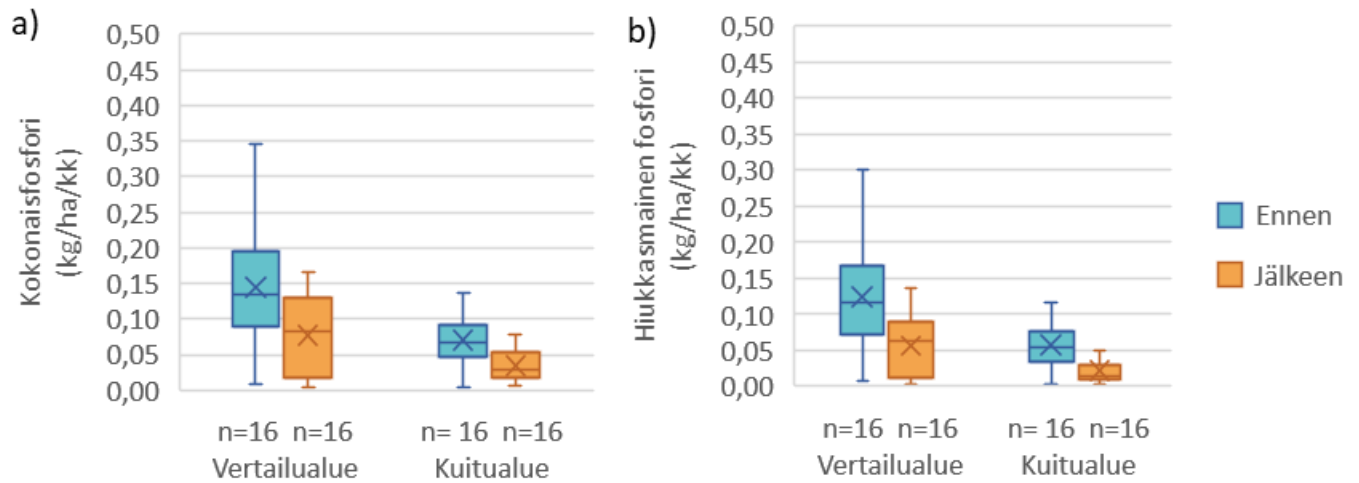 a)
Kokonaisfosfori
(kg/ha/kk)
0,50
0,45
0,40
0,35
0,30
0,25
0,20
0,15
0,10
0,05
0,00
n=16 n=16 n= 16 n=16
Vertailualue Kuitualue
b)
Hiukkasmainen fosfori
(kg/ha/kk)
0,50
0,45
0,40
0,35
0,30
0,25
0,20
0,15
0,10
0,05
0,00
n=16 n=16 n= 16 n=16
Vertailualue Kuitualue
Ennen
Jälkeen